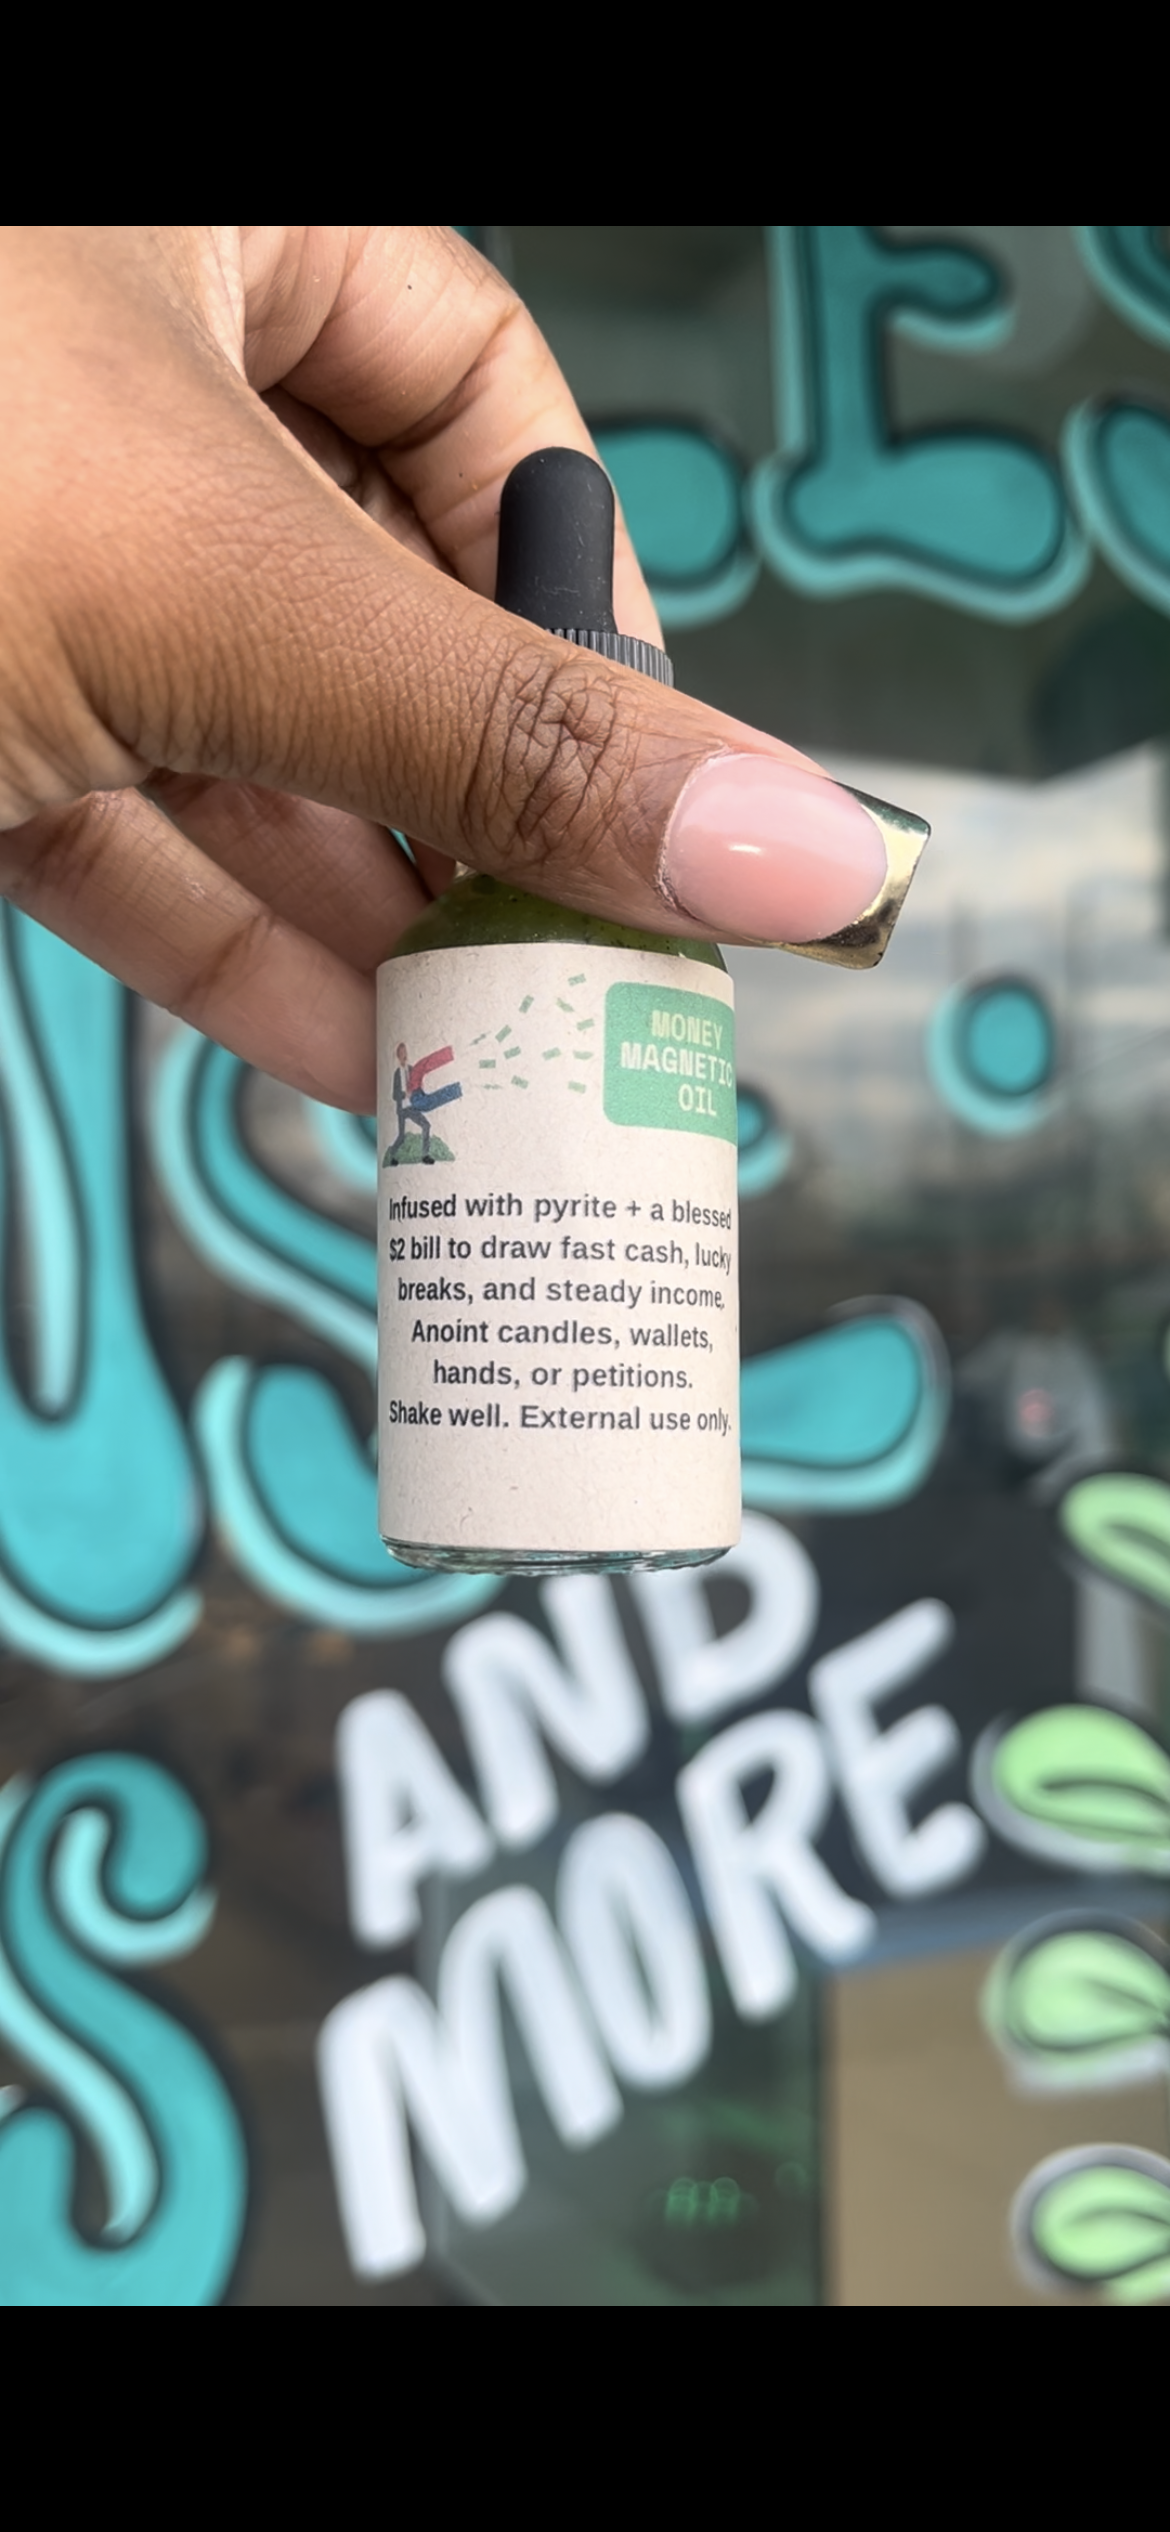 MONEY
MAGNETIC
OIL
Infused with pyrite + a blessed
$2 bill to draw fast cash, lucky
breaks, and steady income.
Anoint candles, wallets,
hands, or petitions.
Shake well. External use only.
AND
MORE